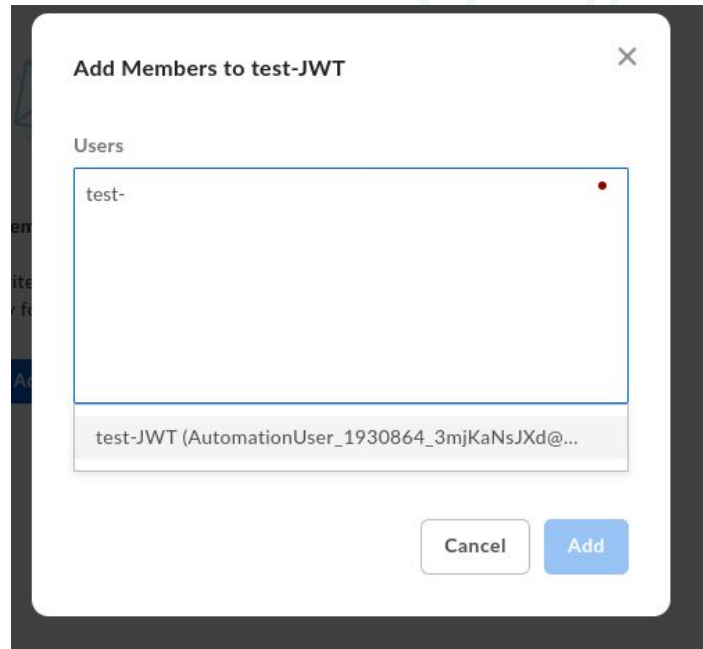 Add Members to test-JWT
Users
test-
test-JWT (AutomationUser_1930864_3mjKaNsJXd@...
Cancel
Add